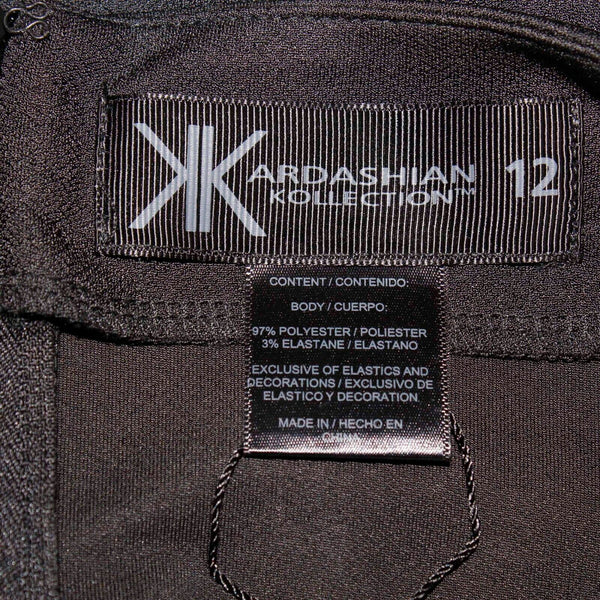 KARDASHIAN 12
KOLLECTION™
CONTENT / CONTENIDO:
BODY / CUERPO:
97% POLYESTER / POLIESTER
3% ELASTANE / ELASTANO
EXCLUSIVE OF ELASTICS AND
DECORATIONS / EXCLUSIVO DE
ELASTICO Y DECORATION
MADE IN / HECHO EN
CHINA